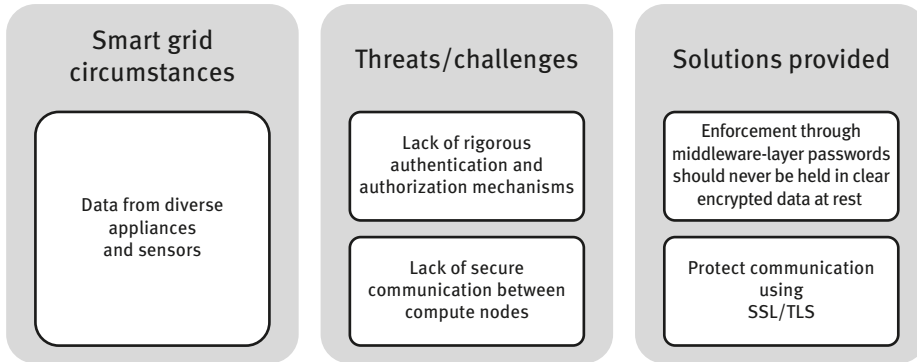 Smart grid
circumstances
Data from diverse
appliances
and sensors
Threats/challenges
Lack of rigorous
authentication and
authorization mechanisms
Lack of secure
communication between
compute nodes
Solutions provided
Enforcement through
middleware-layer passwords
should never be held in clear
encrypted data at rest
Protect communication
using
SSL/TLS